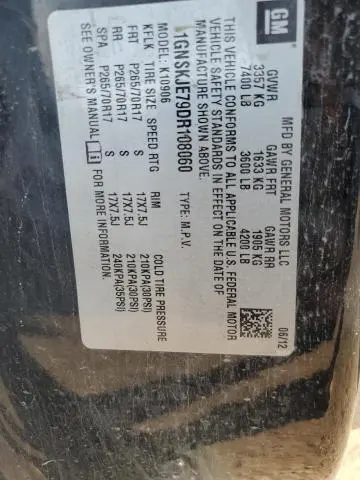 GM
MFD BY GENERAL MOTORS LLC 06/12
GVWR GAWR FRT GAWR RR
3357 KG 1633 KG 1905 KG
7400 LB 3600 LB 4200 LB
THIS VEHICLE CONFORMS TO ALL APPLICABLE U.S. FEDERAL MOTOR
VEHICLE SAFETY STANDARDS IN EFFECT ON THE DATE OF
MANUFACTURE SHOWN ABOVE.
1GNSKJE79DR108060 TYPE: M.P.V.
MODEL: K10906
KFLK TIRE SIZE SPEED RTG RIM COLD TIRE PRESSURE
FRT P265/70R17 S 17X7.5J 210KPA(30PSI)
RR P265/70R17 S 17X7.5J 210KPA(30PSI)
SPA P265/70R17 S 17X7.5J 240KPA(35PSI)
SEE OWNER'S MANUAL FOR MORE INFORMATION.